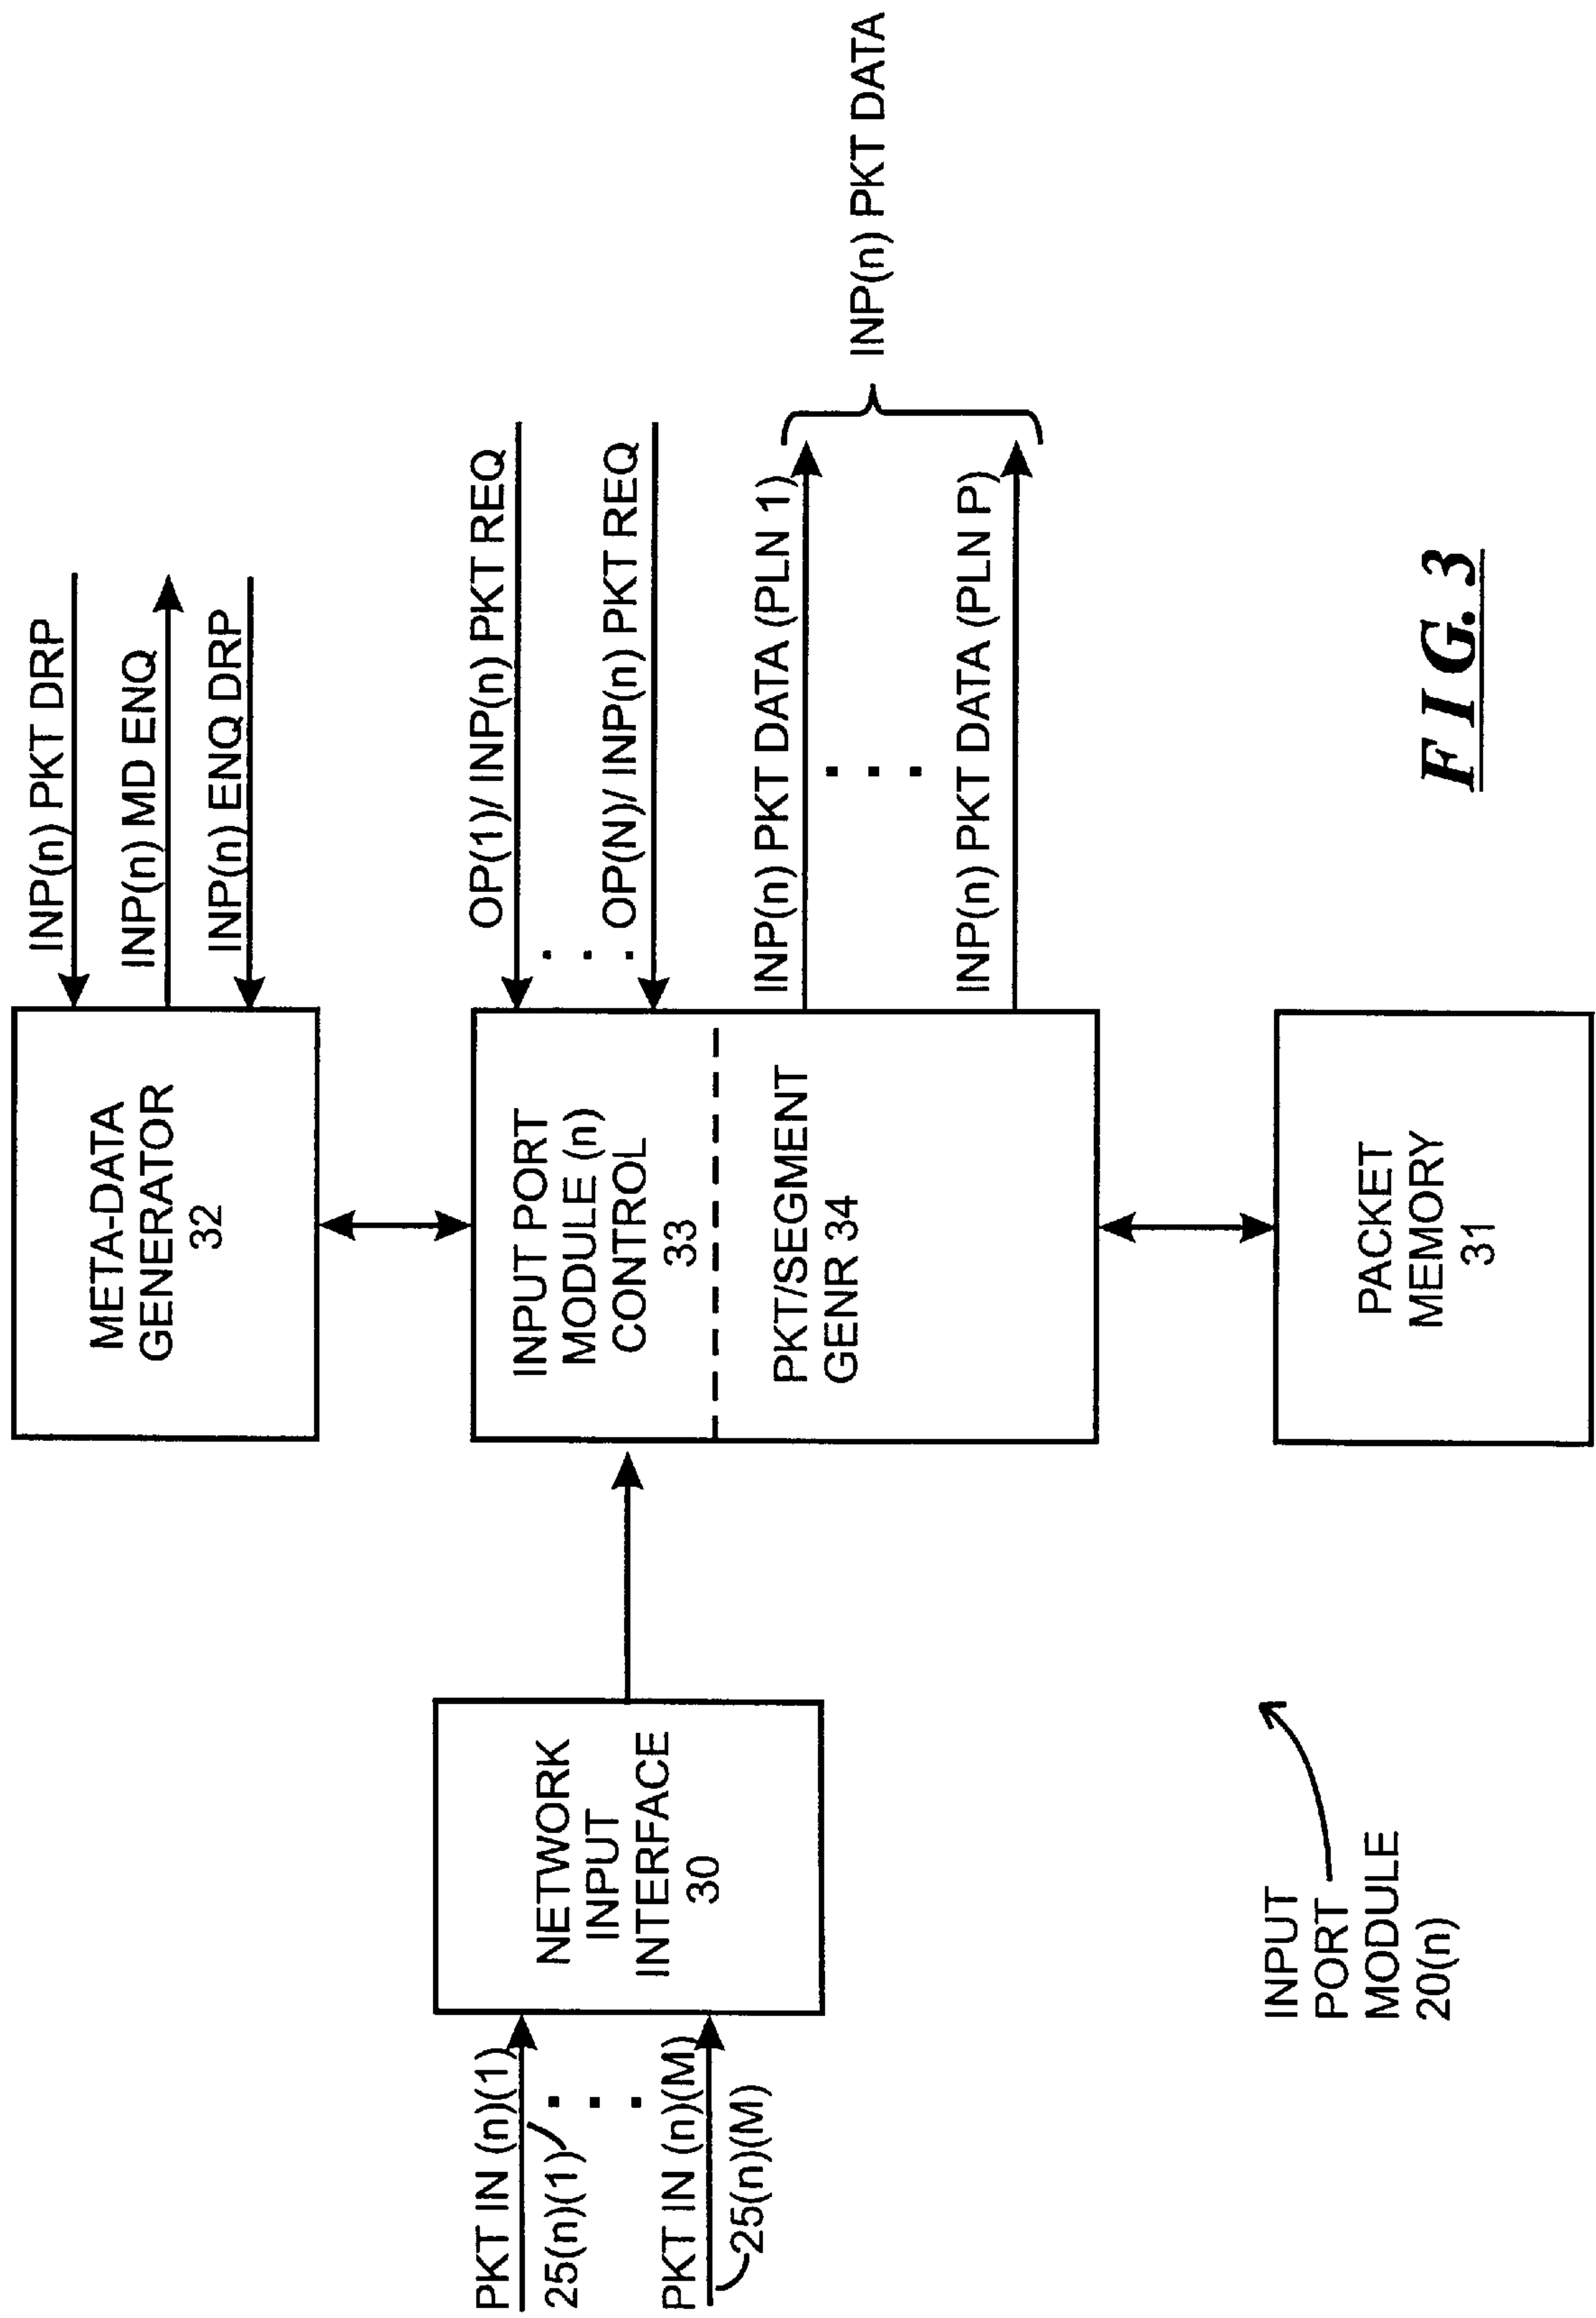 INP(n) PKT DRP
INP(n) MD ENQ
INP(n) ENQ DRP
META-DATA
GENERATOR
32
OP(1)/ INP(n) PKT REQ
OP(N)/ INP(n) PKT REQ
INPUT PORT
MODULE (n)
CONTROL
33
PKT/SEGMENT
GENR 34
INP(n) PKT DATA (PLN 1)
INP(n) PKT DATA (PLN P)
INP(n) PKT DATA
NETWORK
INPUT
INTERFACE
30
PKT IN (n)(1)
25(n)(1)
PKT IN (n)(M)
25(n)(M)
PACKET
MEMORY
31
INPUT
PORT
MODULE
20(n)
FIG. 3